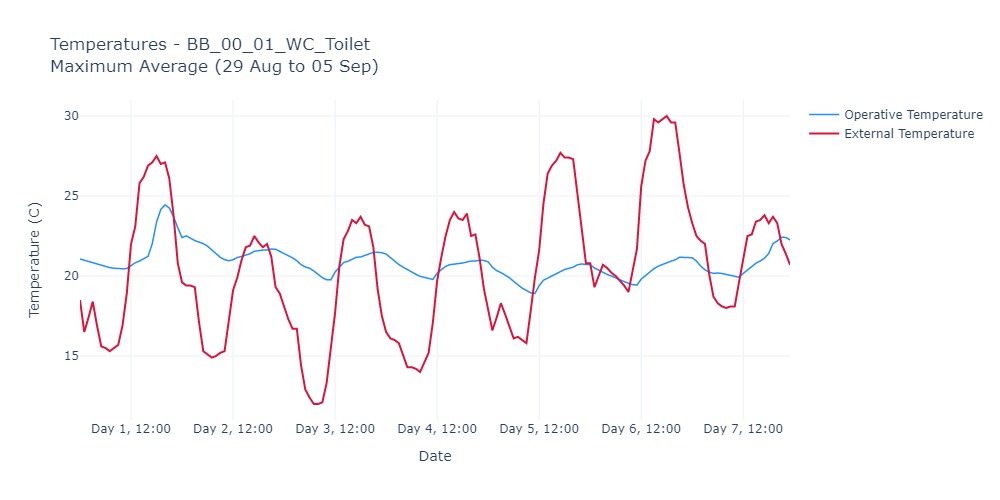 Temperatures - BB_00_01_WC_Toilet
Maximum Average (29 Aug to 05 Sep)
Operative Temperature
External Temperature
Temperature (C)
30
25
20
15
Day 1, 12:00
Day 2, 12:00
Day 3, 12:00
Day 4, 12:00
Day 5, 12:00
Day 6, 12:00
Day 7, 12:00
Date